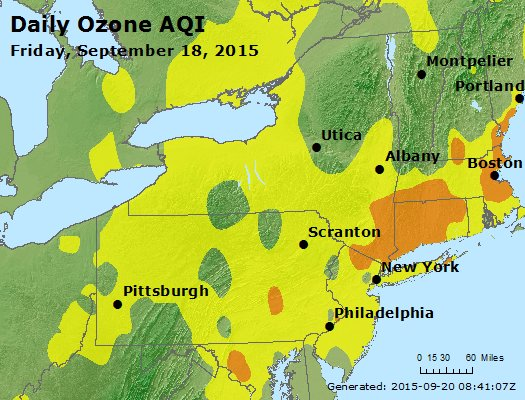 Daily Ozone AQI
Friday, September 18, 2015
Montpelier
Portland
Utica
Albany
Boston
Scranton
New York
Pittsburgh
Philadelphia
0 15 30 60 Miles
Generated: 2015-09-20 08:41:07Z